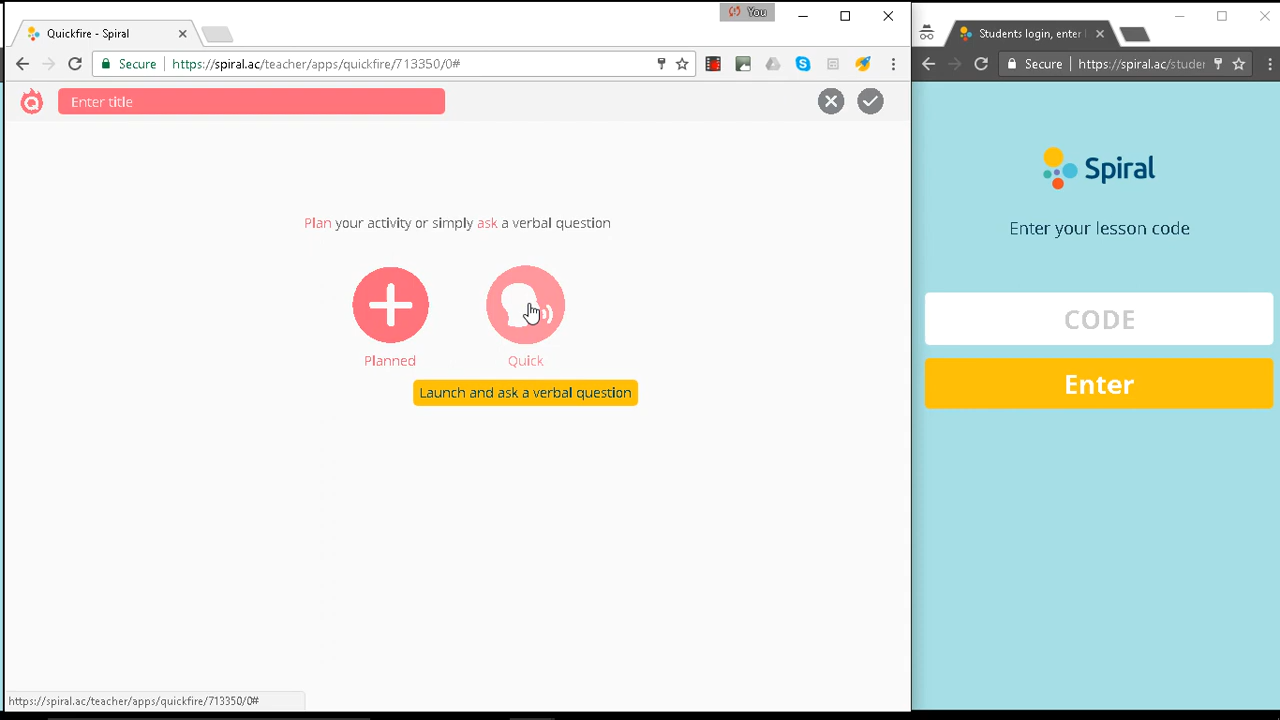 You
Quickfire - Spiral
Students login, enter
Secure https://spiral.ac/teacher/apps/quickfire/713350/0#
Secure https://spiral.ac/studer
Enter title
Spiral
Enter your lesson code
Plan your activity or simply ask a verbal question
CODE
Planned
Quick
Enter
Launch and ask a verbal question
https://spiral.ac/teacher/apps/quickfire/713350/0#